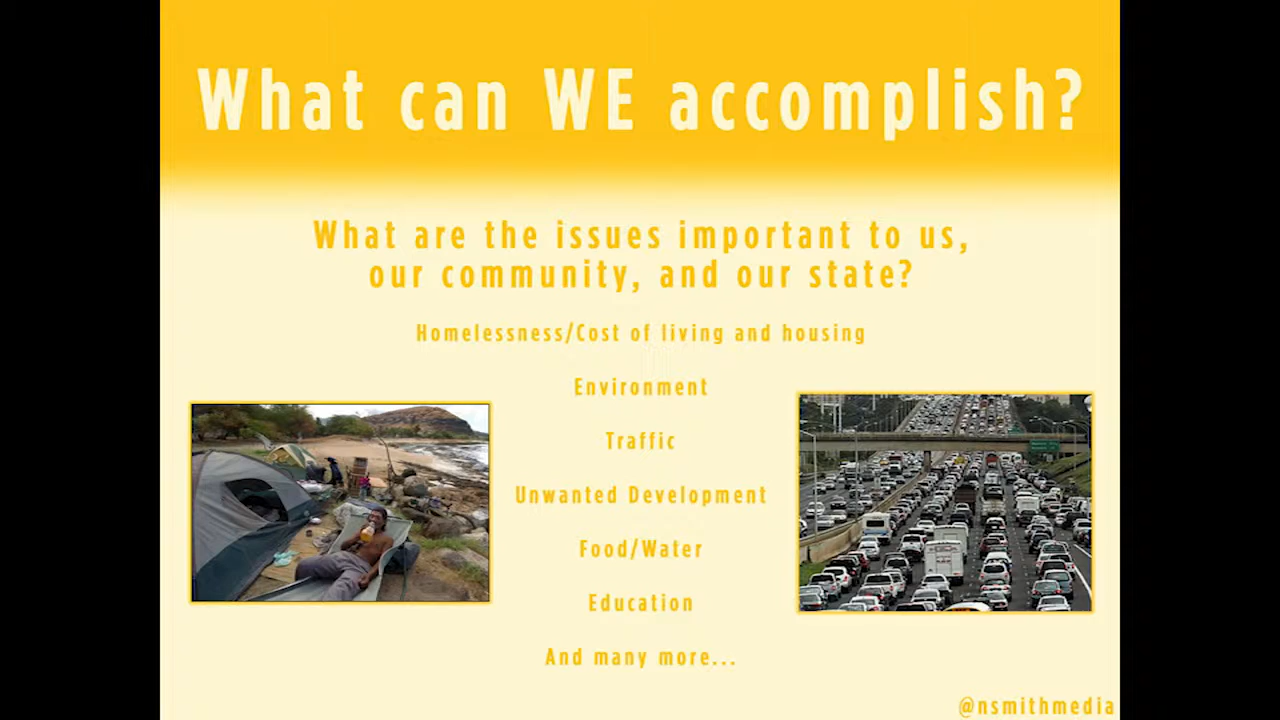 What can WE accomplish?
What are the issues important to us,
our community, and our state?
Homelessness/Cost of living and housing
Environment
Traffic
Unwanted Development
Food/Water
Education
And many more...
@nsmithmedia